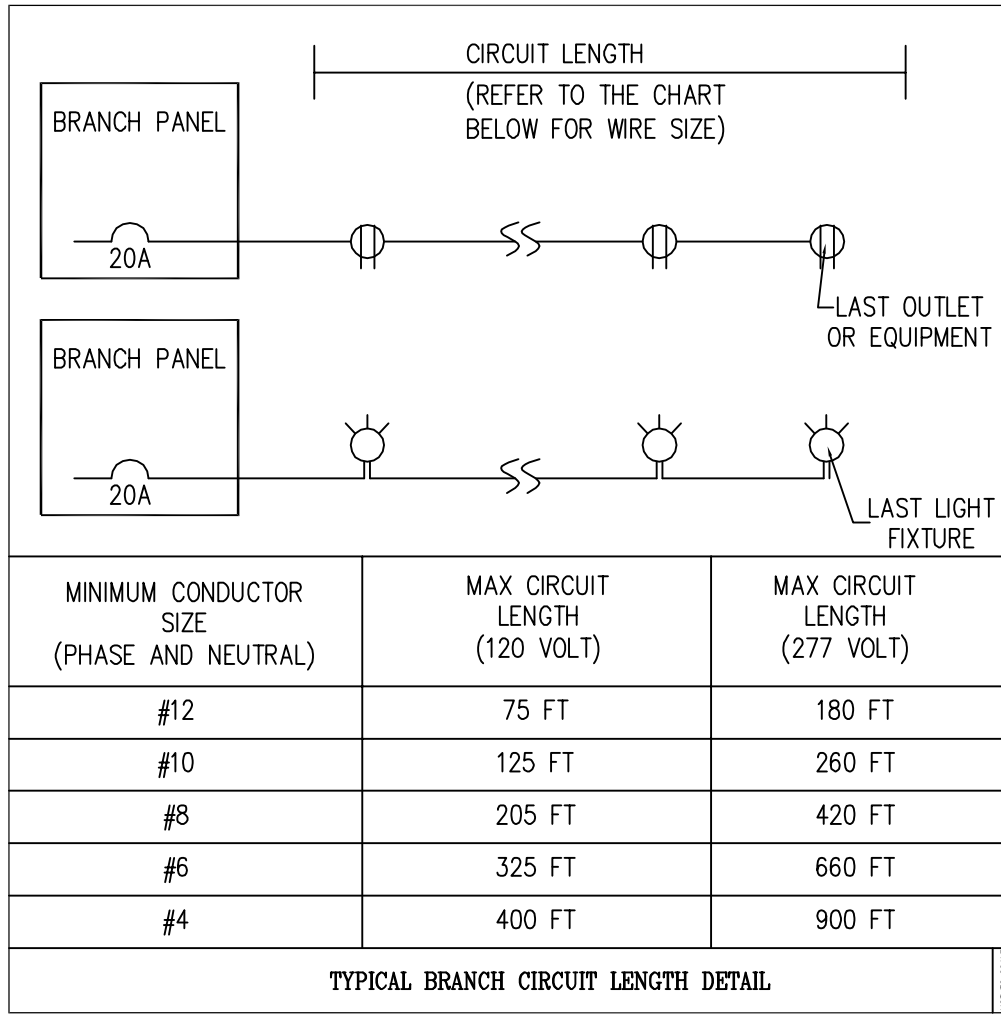 CIRCUIT LENGTH
(REFER TO THE CHART
BELOW FOR WIRE SIZE)
BRANCH PANEL
20A
LAST OUTLET
OR EQUIPMENT
BRANCH PANEL
20A
LAST LIGHT
FIXTURE
MINIMUM CONDUCTOR
SIZE
(PHASE AND NEUTRAL)
MAX CIRCUIT
LENGTH
(120 VOLT)
MAX CIRCUIT
LENGTH
(277 VOLT)
#12 75 FT 180 FT
#10 125 FT 260 FT
#8 205 FT 420 FT
#6 325 FT 660 FT
#4 400 FT 900 FT
TYPICAL BRANCH CIRCUIT LENGTH DETAIL